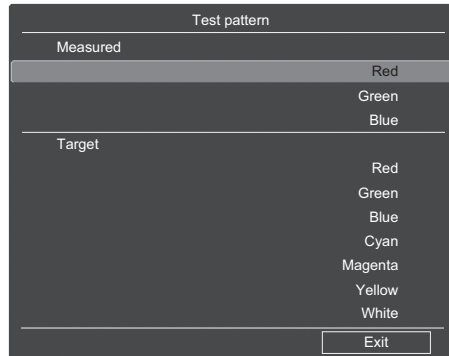 Test pattern
Measured
Red
Green
Blue
Target
Red
Green
Blue
Cyan
Magenta
Yellow
White
Exit